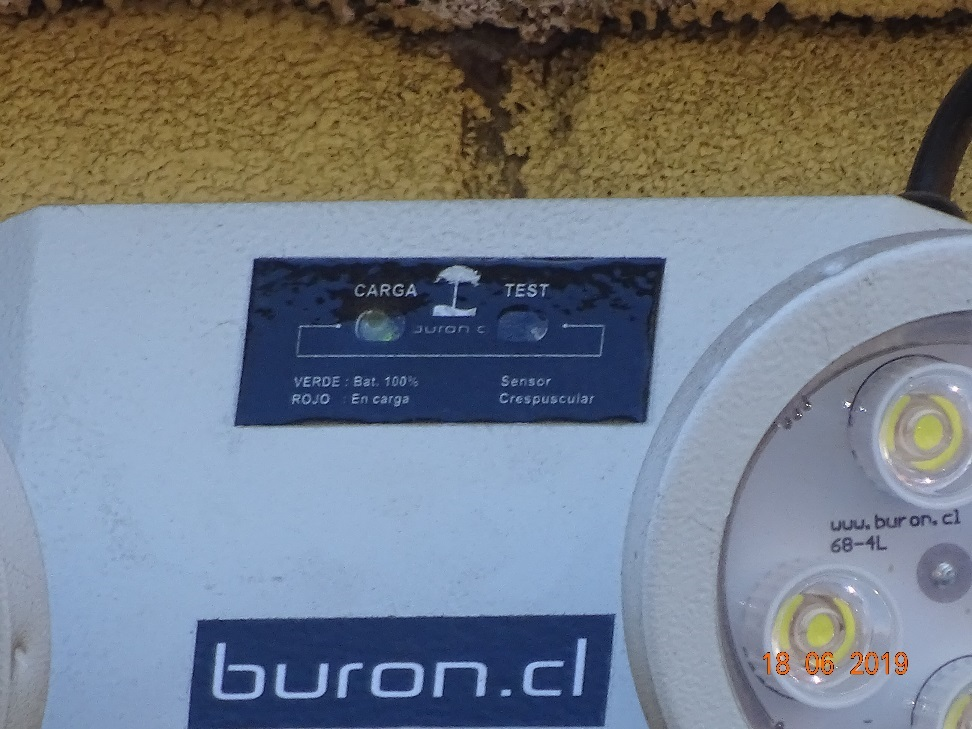 CARGA TEST
buron.c
VERDE : Bat. 100% Sensor
ROJO : En carga Crespuscular
www.buron.cl
68-4L
buron.cl
18 06 2019